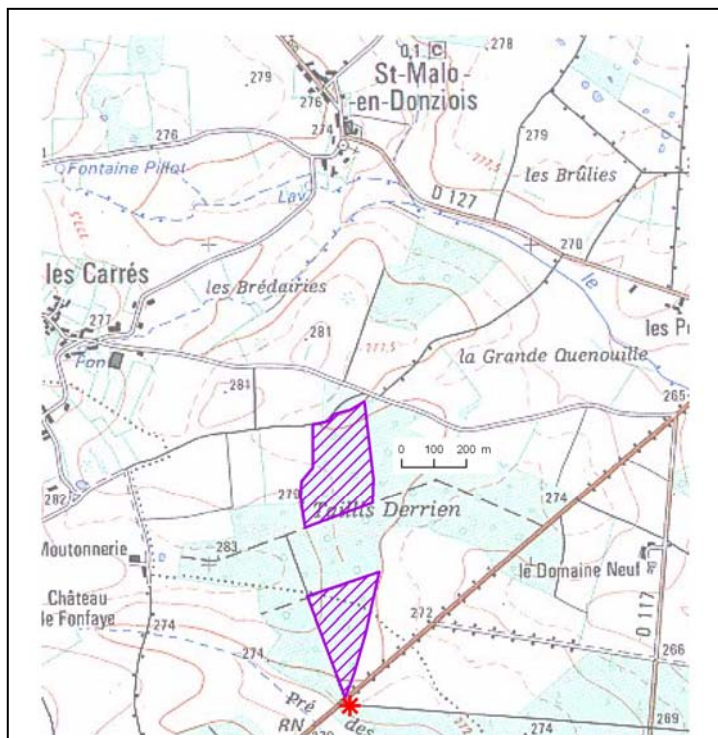 0.1. C
278
279
St-Malo-
-en-Donziois
276
274
279
276
Fontaine Pillot
les Brûlies
Lav.
D 127
277,5
270
les Carrés
les Brédairies
le
277
281
277,5
les P
la Grande Quenouille
Fon
281
265
0 100 200 m
282
279
Taillis Derrien
274
283
Moutonnerie
le Domaine Neuf
Château
de Fonfaye
272
D 117
274
271
266
Pré des
RN
272
274
269